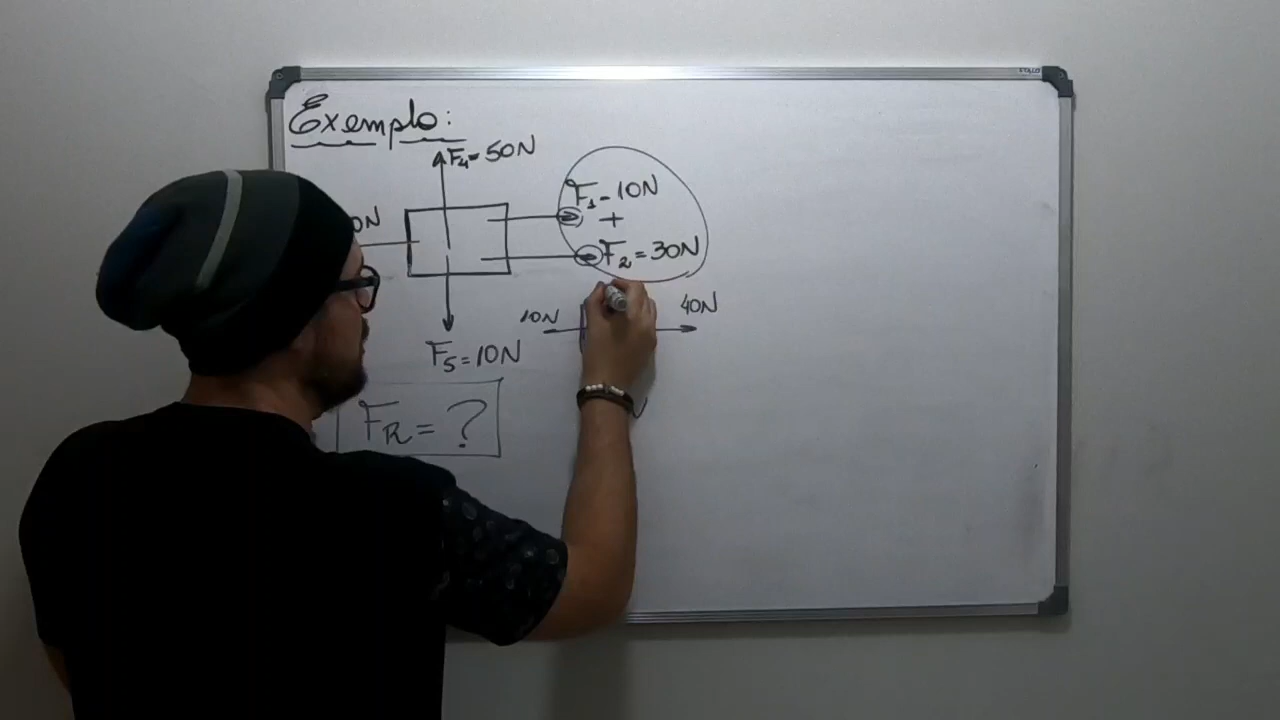 Exemplo:
F4=50N
F1-10N
+
F2=30N
0N
10N
40N
F5=10N
FR=?